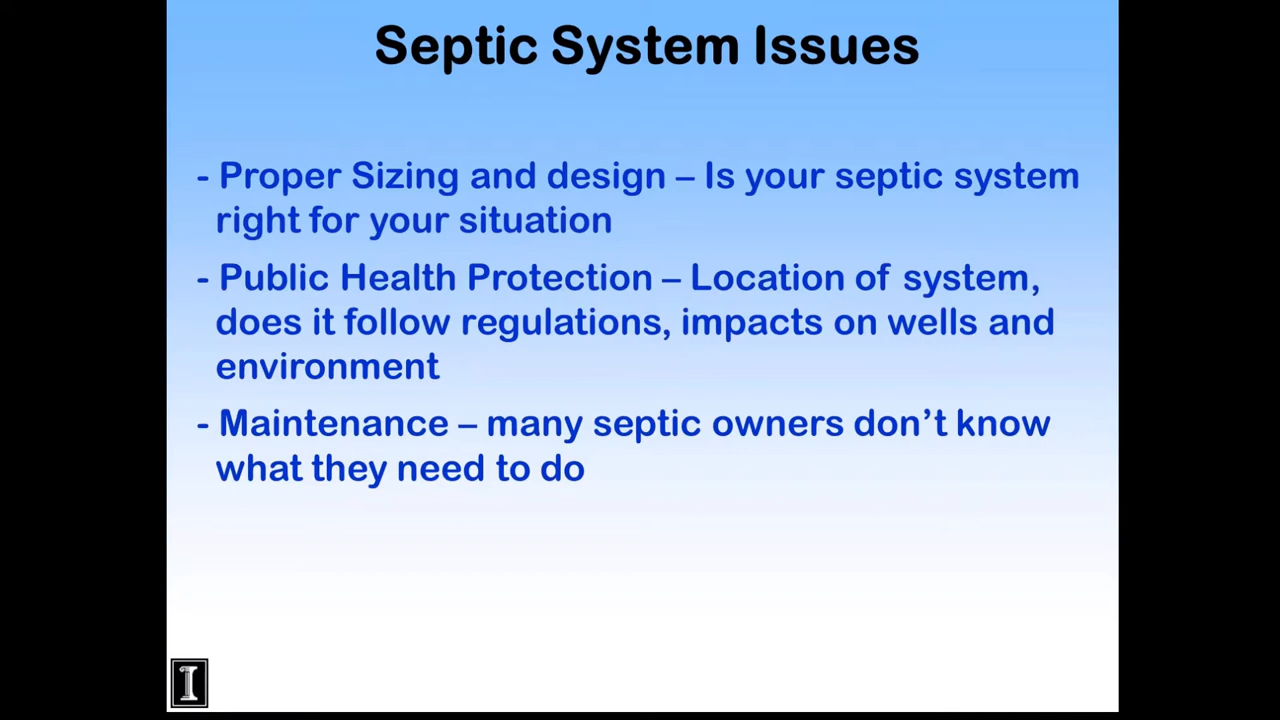 Septic System Issues
- Proper Sizing and design – Is your septic system
right for your situation
- Public Health Protection – Location of system,
does it follow regulations, impacts on wells and
environment
- Maintenance – many septic owners don’t know
what they need to do
I